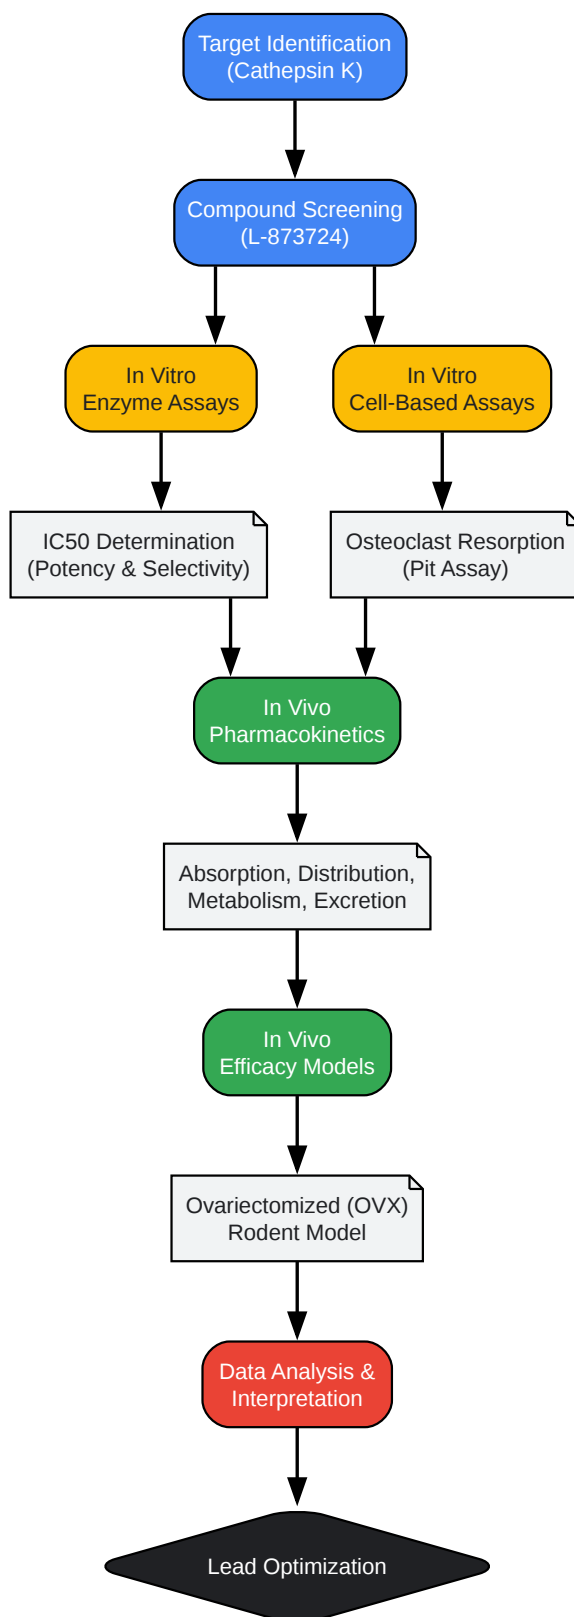 Target Identification
(Cathepsin K)
Compound Screening
(L-873724)
In Vitro
Enzyme Assays
In Vitro
Cell-Based Assays
IC50 Determination
(Potency & Selectivity)
Osteoclast Resorption
(Pit Assay)
In Vivo
Pharmacokinetics
Absorption, Distribution,
Metabolism, Excretion
In Vivo
Efficacy Models
Ovariectomized (OVX)
Rodent Model
Data Analysis &
Interpretation
Lead Optimization